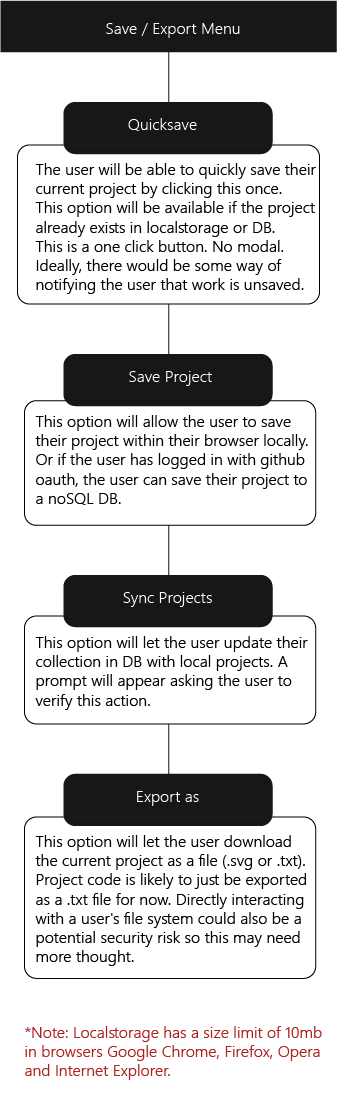 Save / Export Menu
Quicksave
The user will be able to quickly save their
current project by clicking this once.
This option will be available if the project
already exists in localstorage or DB.
This is a one click button. No modal.
Ideally, there would be some way of
notifying the user that work is unsaved.
Save Project
This option will allow the user to save
their project within their browser locally.
Or if the user has logged in with github
oauth, the user can save their project to
a noSQL DB.
Sync Projects
This option will let the user update their
collection in DB with local projects. A
prompt will appear asking the user to
verify this action.
Export as
This option will let the user download
the current project as a file (.svg or .txt).
Project code is likely to just be exported
as a .txt file for now. Directly interacting
with a user's file system could also be a
potential security risk so this may need
more thought.
*Note: Localstorage has a size limit of 10mb
in browsers Google Chrome, Firefox, Opera
and Internet Explorer.